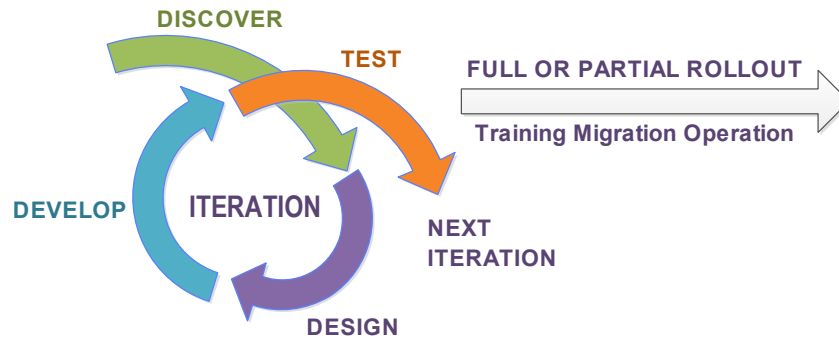 DISCOVER
TEST
FULL OR PARTIAL ROLLOUT
Training Migration Operation
DEVELOP
ITERATION
NEXT
ITERATION
DESIGN